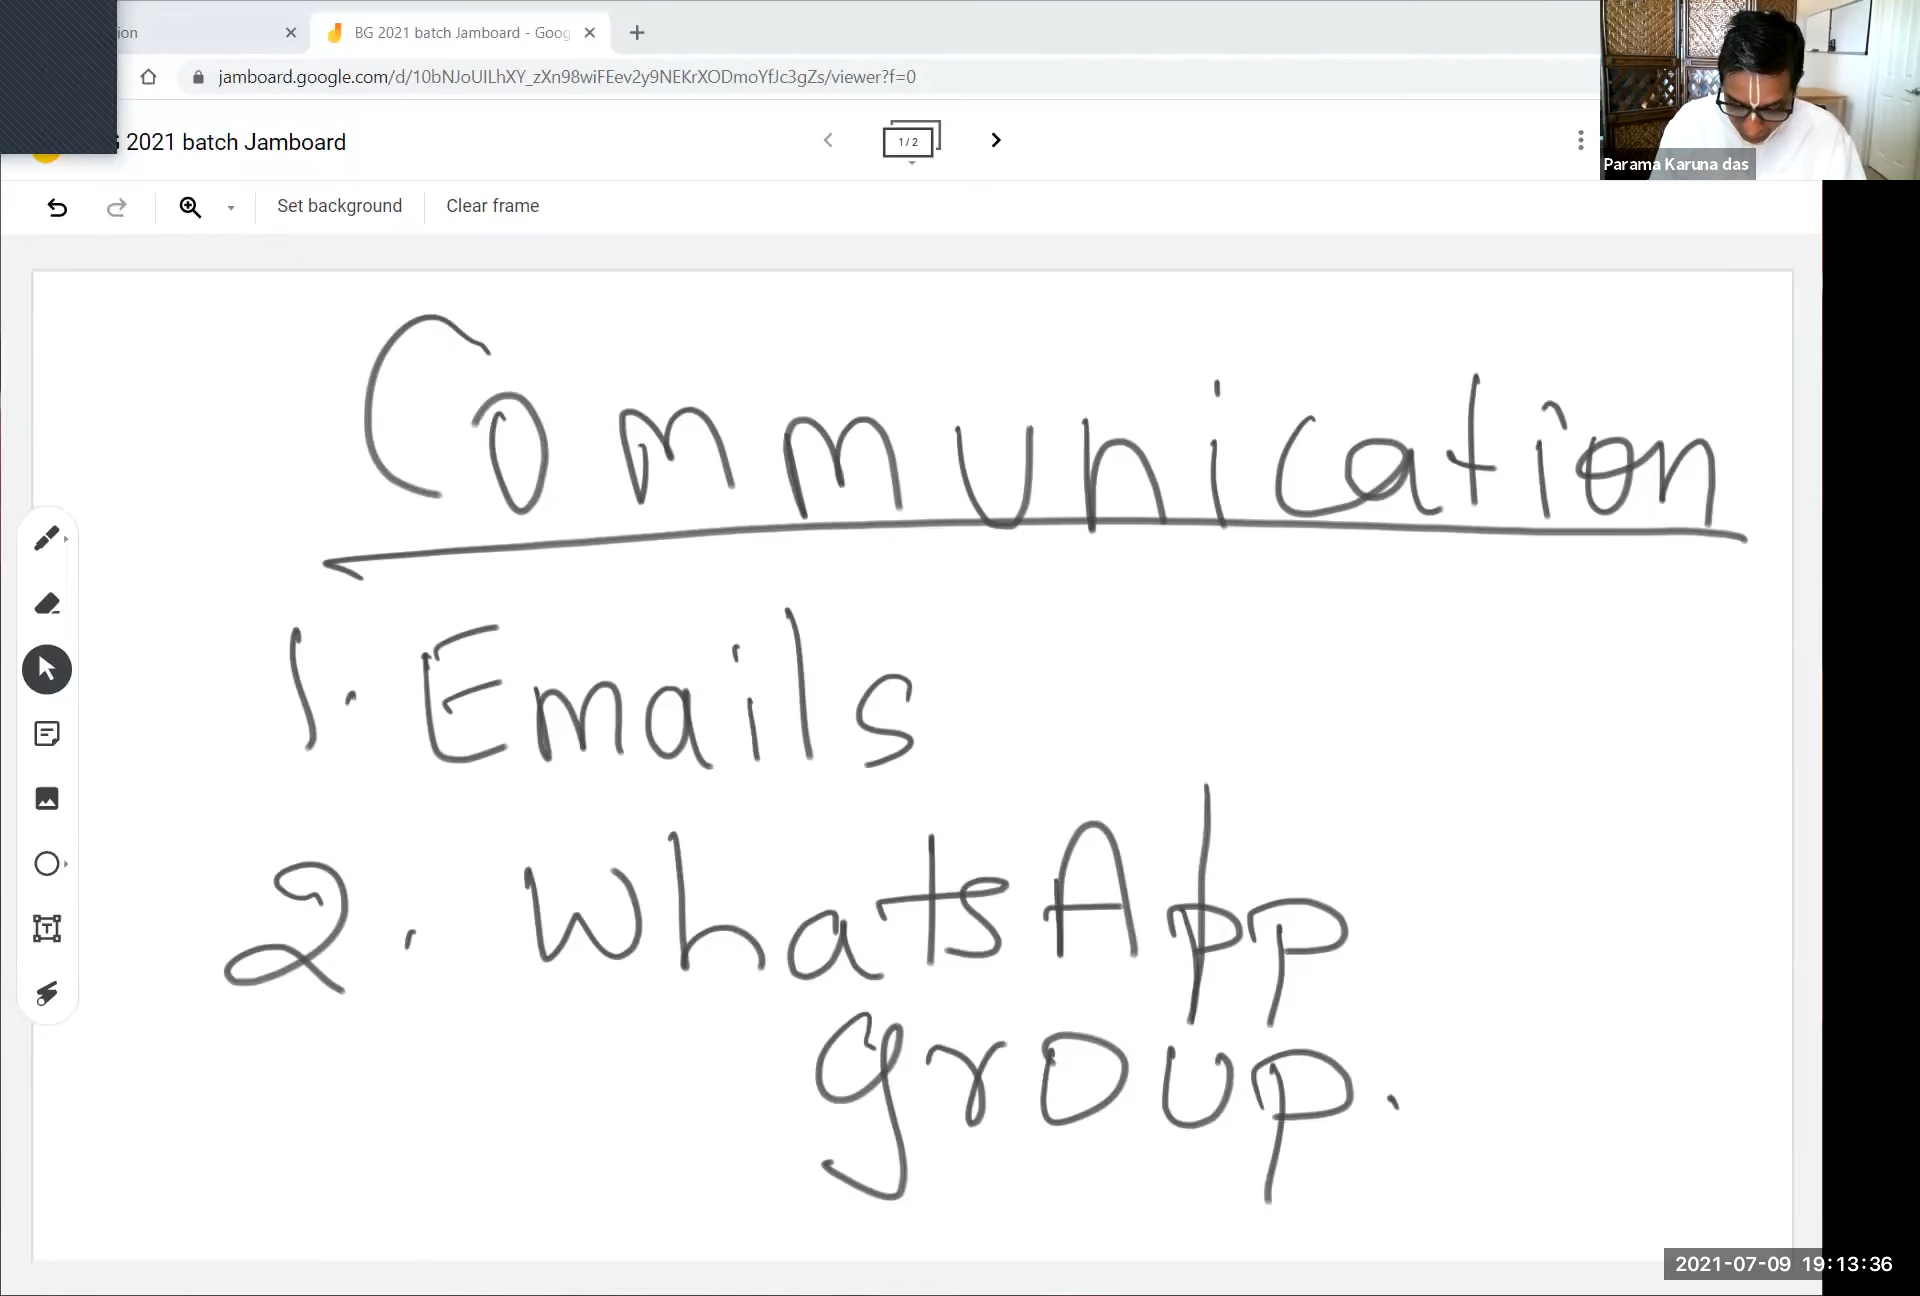 ion
BG 2021 batch Jamboard - Goog
jamboard.google.com/d/10bNJoUILhXY_zXn98wiFEev2y9NEKrXODmoYfJc3gZs/viewer?f=0
2021 batch Jamboard
1/2
Parama Karuna das
Set background
Clear frame
Communication
1. Emails
2. WhatsApp
group.
2021-07-09 19:13:36